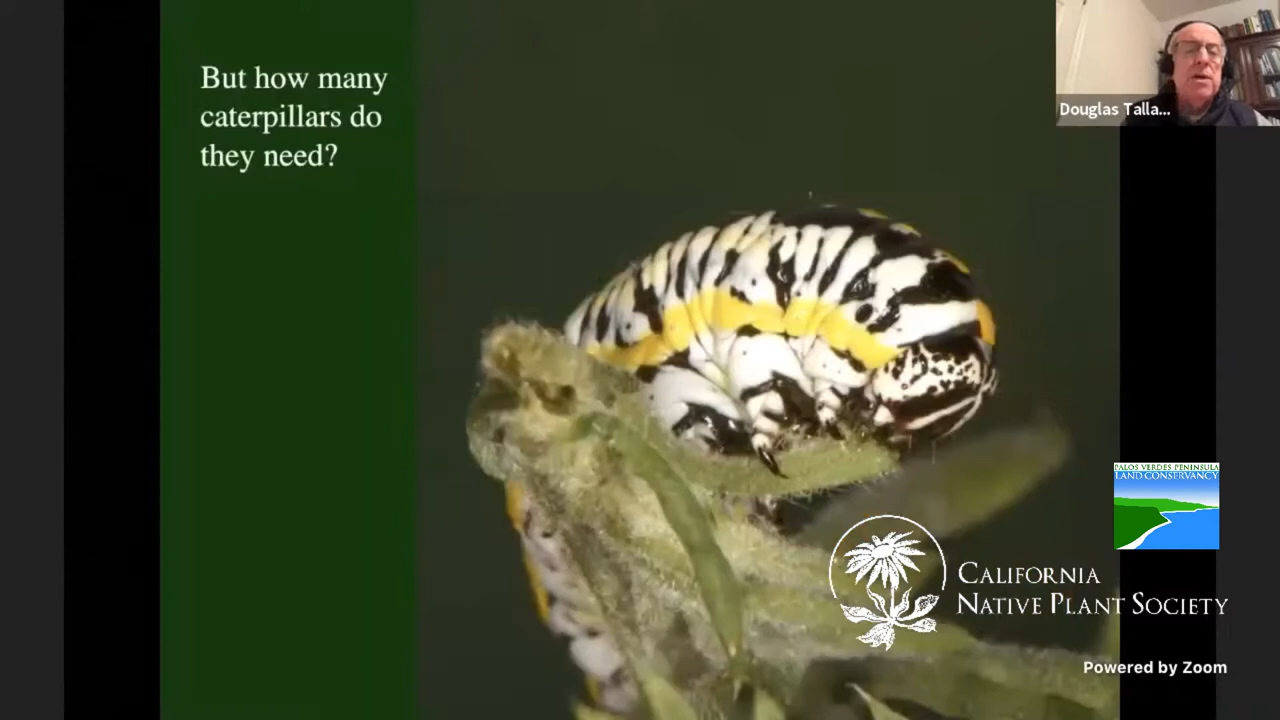 But how many
caterpillars do
they need?
Douglas Talla...
PALOS VERDES PENINSULA
LAND CONSERVANCY
CALIFORNIA
NATIVE PLANT SOCIETY
Powered by Zoom